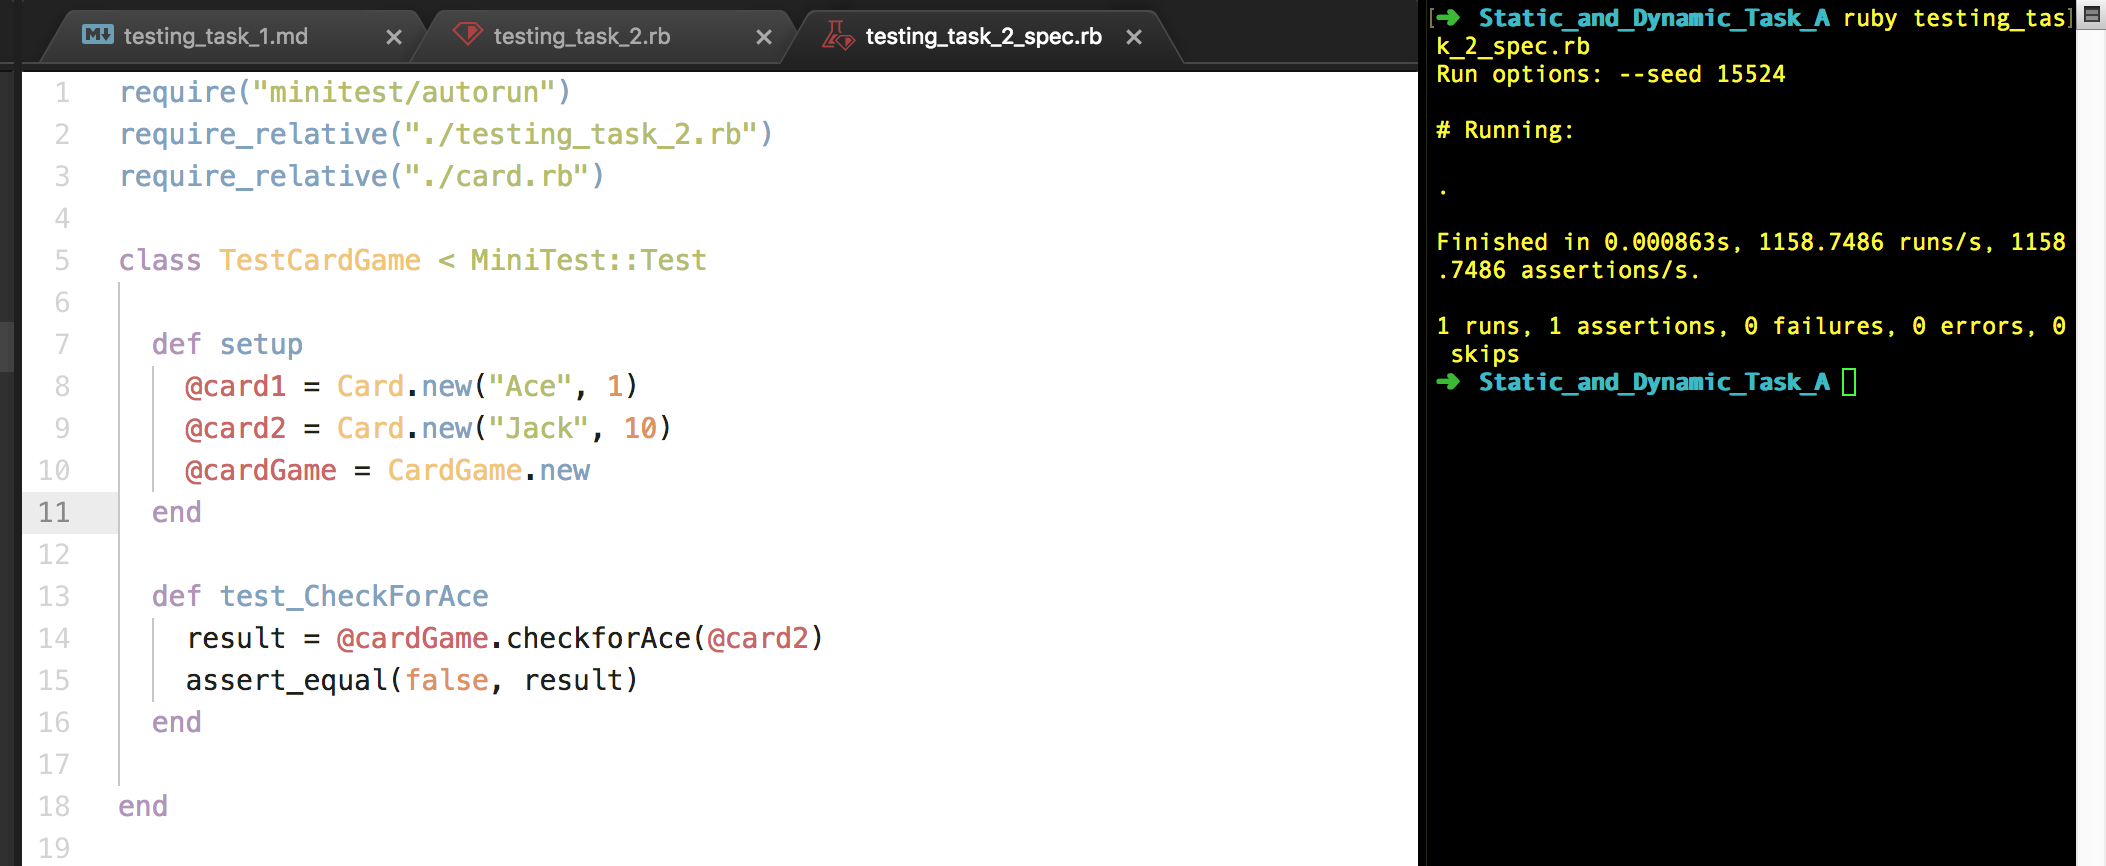 testing_task_1.md × testing_task_2.rb × testing_task_2_spec.rb ×
1 require("minitest/autorun")
2 require_relative("./testing_task_2.rb")
3 require_relative("./card.rb")
4
5 class TestCardGame < MiniTest::Test
6
7 def setup
8 @card1 = Card.new("Ace", 1)
9 @card2 = Card.new("Jack", 10)
10 @cardGame = CardGame.new
11 end
12
13 def test_CheckForAce
14 result = @cardGame.checkforAce(@card2)
15 assert_equal(false, result)
16 end
17
18 end
19
[➜ Static_and_Dynamic_Task_A ruby testing_tas]
k_2_spec.rb
Run options: --seed 15524
# Running:
.
Finished in 0.000863s, 1158.7486 runs/s, 1158
.7486 assertions/s.
1 runs, 1 assertions, 0 failures, 0 errors, 0
skips
➜ Static_and_Dynamic_Task_A